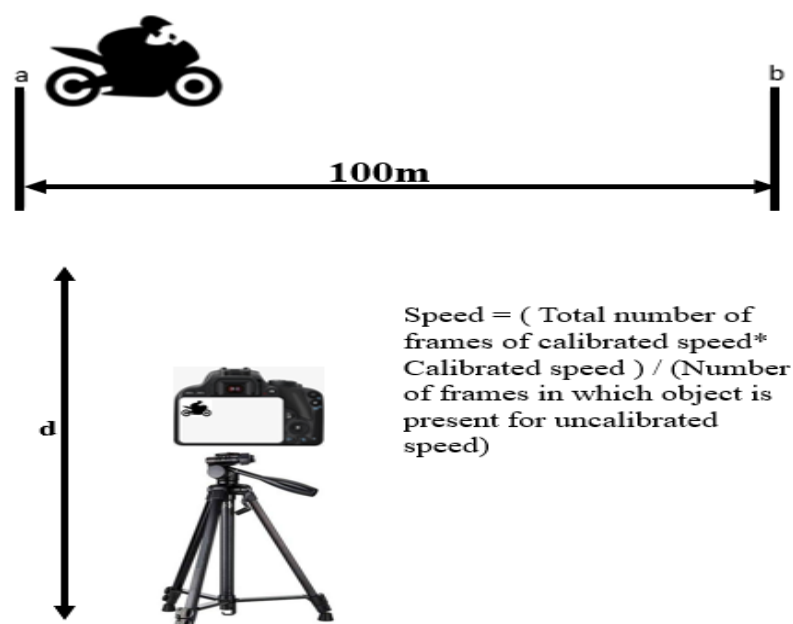 a
b
100m
d
Speed = ( Total number of
frames of calibrated speed*
Calibrated speed ) / (Number
of frames in which object is
present for uncalibrated
speed)